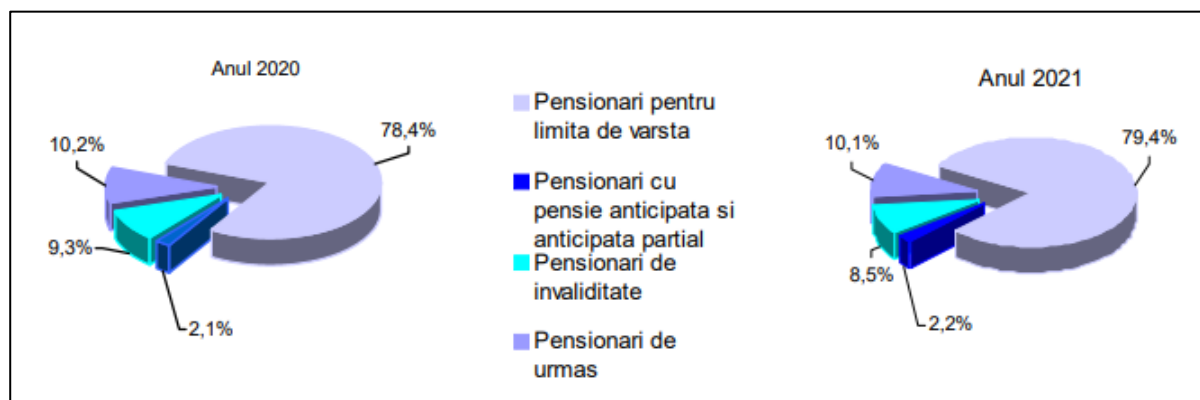 Anul 2020
78,4%
10,2%
9,3%
2,1%
Pensionari pentru
limita de varsta
Pensionari cu
pensie anticipata si
anticipata partial
Pensionari de
invaliditate
Pensionari de
urmas
Anul 2021
79,4%
10,1%
8,5%
2,2%